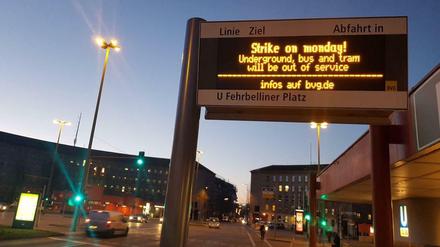 Linie Ziel Abfahrt in
Strike on monday!
Underground, bus and tram
will be out of service
infos auf bvg.de
U Fehrbelliner Platz BVG
U